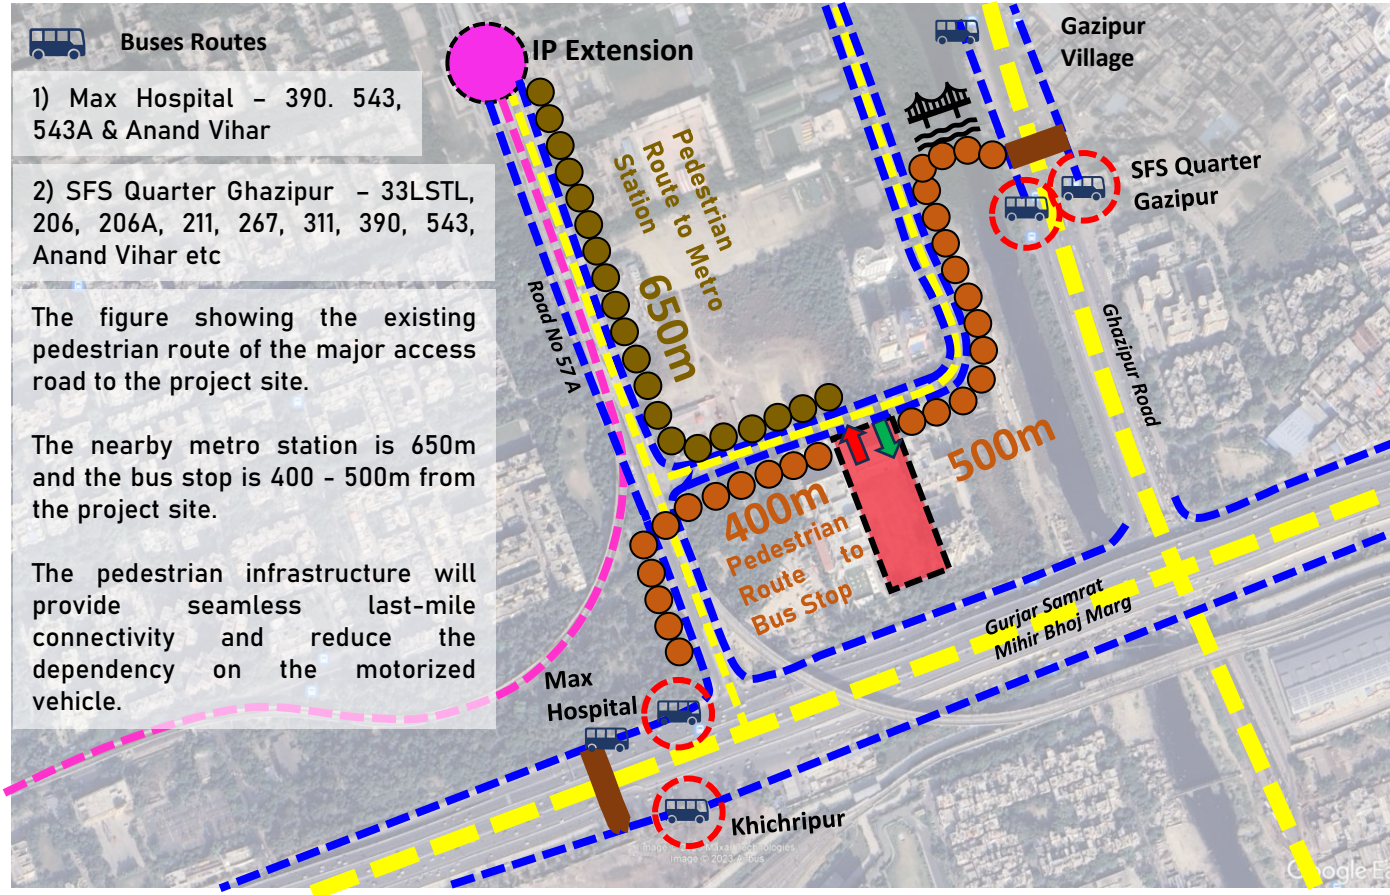 Buses Routes
1) Max Hospital – 390. 543,
543A & Anand Vihar
2) SFS Quarter Ghazipur – 33LSTL,
206, 206A, 211, 267, 311, 390, 543,
Anand Vihar etc
The figure showing the existing
pedestrian route of the major access
road to the project site.
The nearby metro station is 650m
and the bus stop is 400 - 500m from
the project site.
The pedestrian infrastructure will
provide seamless last-mile
connectivity and reduce the
dependency on the motorized
vehicle.
IP Extension
Pedestrian
Route to Metro
Station
650m
Road No 57 A
Gazipur
Village
SFS Quarter
Gazipur
Ghazipur Road
500m
400m
Pedestrian
Route to
Bus Stop
Gurjar Samrat
Mihir Bhoj Marg
Max
Hospital
Khichripur
Image © 2023 Airbus
Google Ea